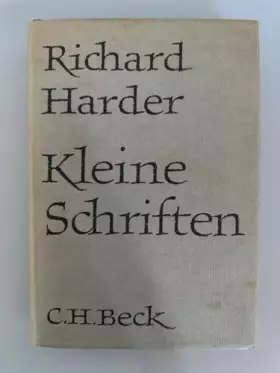 Richard
Harder
Kleine
Schriften
C.H.Beck